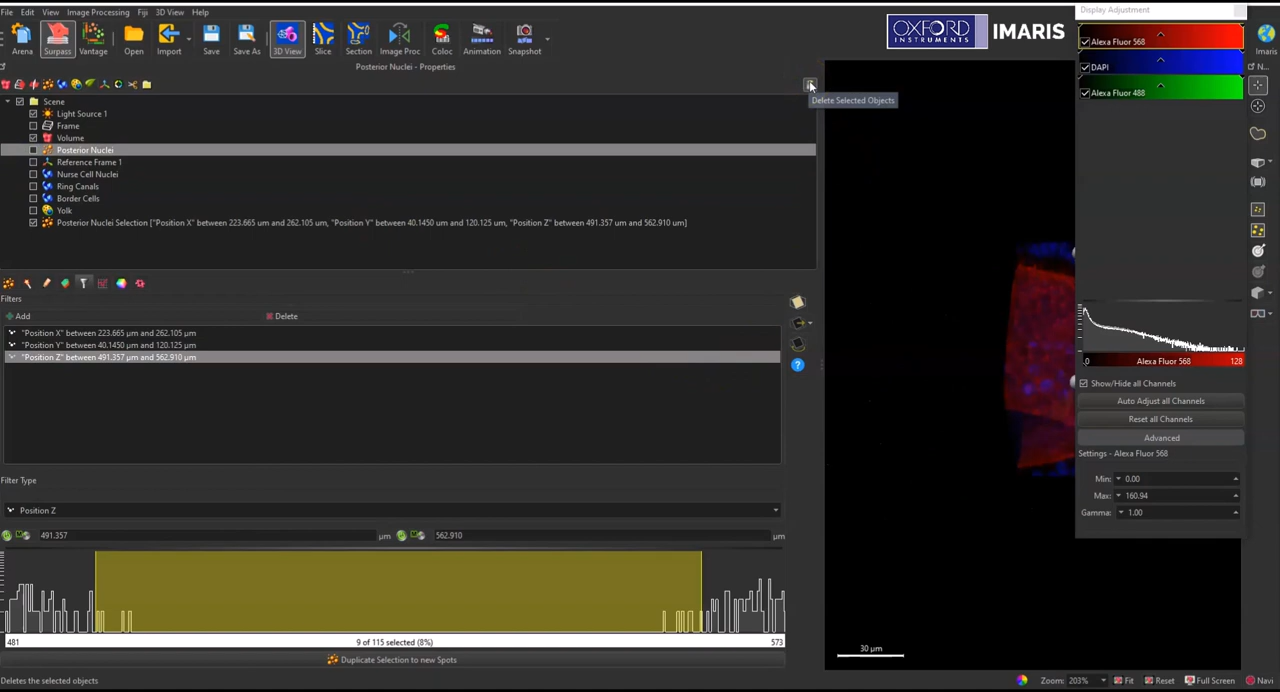 File Edit View Image Processing Fiji 3D View Help
Display Adjustment
OXFORD INSTRUMENTS IMARIS
Arena Surpass Vantage Open Import Save Save As 3D View Slice Section Image Proc Coloc Animation Snapshot
Imaris
Alexa Fluor 568
DAPI
Alexa Fluor 488
Posterior Nuclei - Properties
N...
Delete Selected Objects
Scene
Light Source 1
Frame
Volume
Posterior Nuclei
Reference Frame 1
Nurse Cell Nuclei
Ring Canals
Border Cells
Yolk
Posterior Nuclei Selection ["Position X" between 223.665 um and 262.105 um, "Position Y" between 40.1450 um and 120.125 um, "Position Z" between 491.357 um and 562.910 um]
Filters
Add Delete
"Position X" between 223.665 µm and 262.105 µm
"Position Y" between 40.1450 µm and 120.125 µm
"Position Z" between 491.357 µm and 562.910 µm
0 Alexa Fluor 568 128
Show/Hide all Channels
Auto Adjust all Channels
Reset all Channels
Advanced
Settings - Alexa Fluor 568
Min: 0.00
Max: 160.94
Gamma: 1.00
Filter Type
Position Z
491.357 µm 562.910 µm
481 9 of 115 selected (8%) 573
Duplicate Selection to new Spots
30 µm
Deletes the selected objects
Zoom: 203% Fit Reset Full Screen Navi